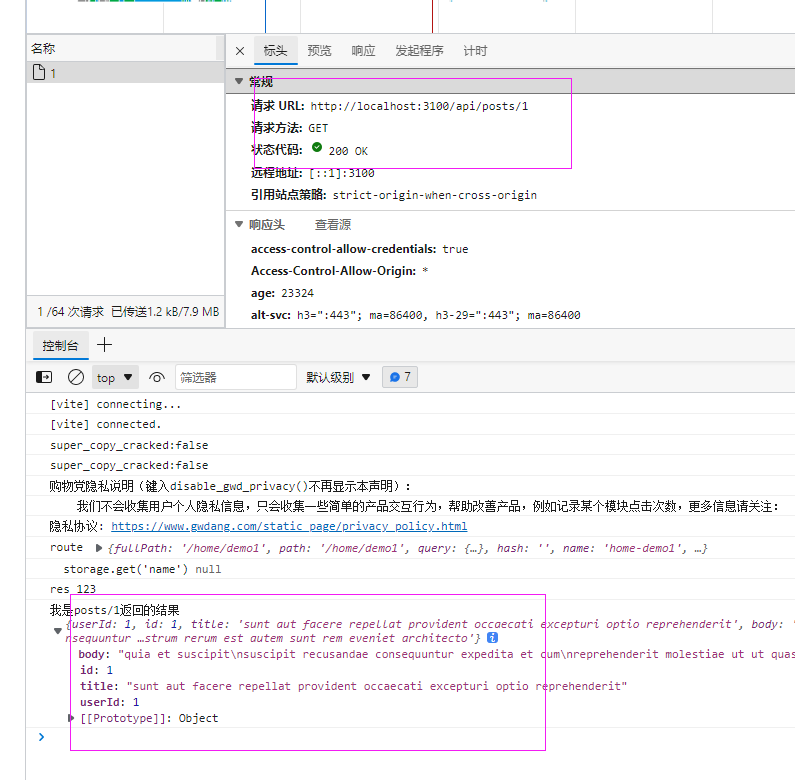 名称
1
1 /64 次请求 已传送1.2 kB/7.9 MB
标头 预览 响应 发起程序 计时
常规
请求 URL: http://localhost:3100/api/posts/1
请求方法: GET
状态代码: 200 OK
远程地址: [::1]:3100
引用站点策略: strict-origin-when-cross-origin
响应头 查看源
access-control-allow-credentials: true
Access-Control-Allow-Origin: *
age: 23324
alt-svc: h3=":443"; ma=86400, h3-29=":443"; ma=86400
控制台
top 筛选器 默认级别 7
[vite] connecting...
[vite] connected.
super_copy_cracked:false
super_copy_cracked:false
购物党隐私说明（键入disable_gwd_privacy()不再显示本声明）：
我们不会收集用户个人隐私信息，只会收集一些简单的产品交互行为，帮助改善产品，例如记录某个模块点击次数，更多信息请关注：
隐私协议: https://www.gwdang.com/static_page/privacy_policy.html
route {fullPath: '/home/demo1', path: '/home/demo1', query: {…}, hash: '', name: 'home-demo1', …}
storage.get('name') null
res 123
我是posts/1返回的结果
{userId: 1, id: 1, title: 'sunt aut facere repellat provident occaecati excepturi optio reprehenderit', body: '
nsequuntur …strum rerum est autem sunt rem eveniet architecto'}
body: "quia et suscipit\nsuscipit recusandae consequuntur expedita et cum\nreprehenderit molestiae ut ut quas
id: 1
title: "sunt aut facere repellat provident occaecati excepturi optio reprehenderit"
userId: 1
[[Prototype]]: Object